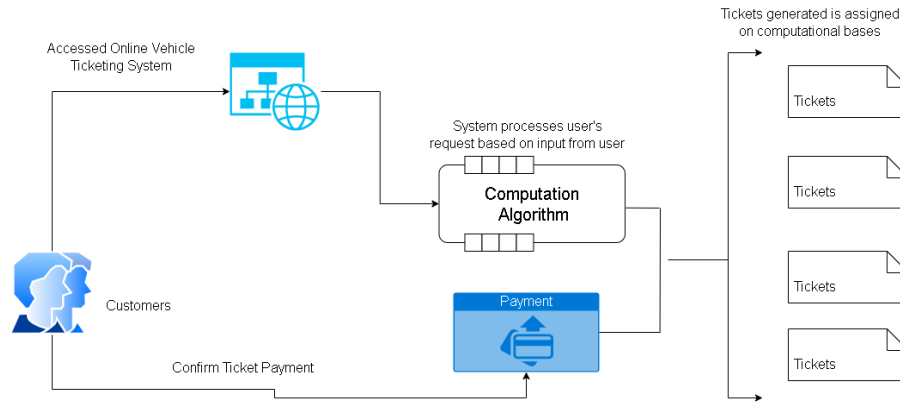 Tickets generated is assigned
on computational bases
Accessed Online Vehicle
Ticketing System
System processes user's
request based on input from user
Computation
Algorithm
Tickets
Tickets
Tickets
Tickets
Customers
Payment
Confirm Ticket Payment